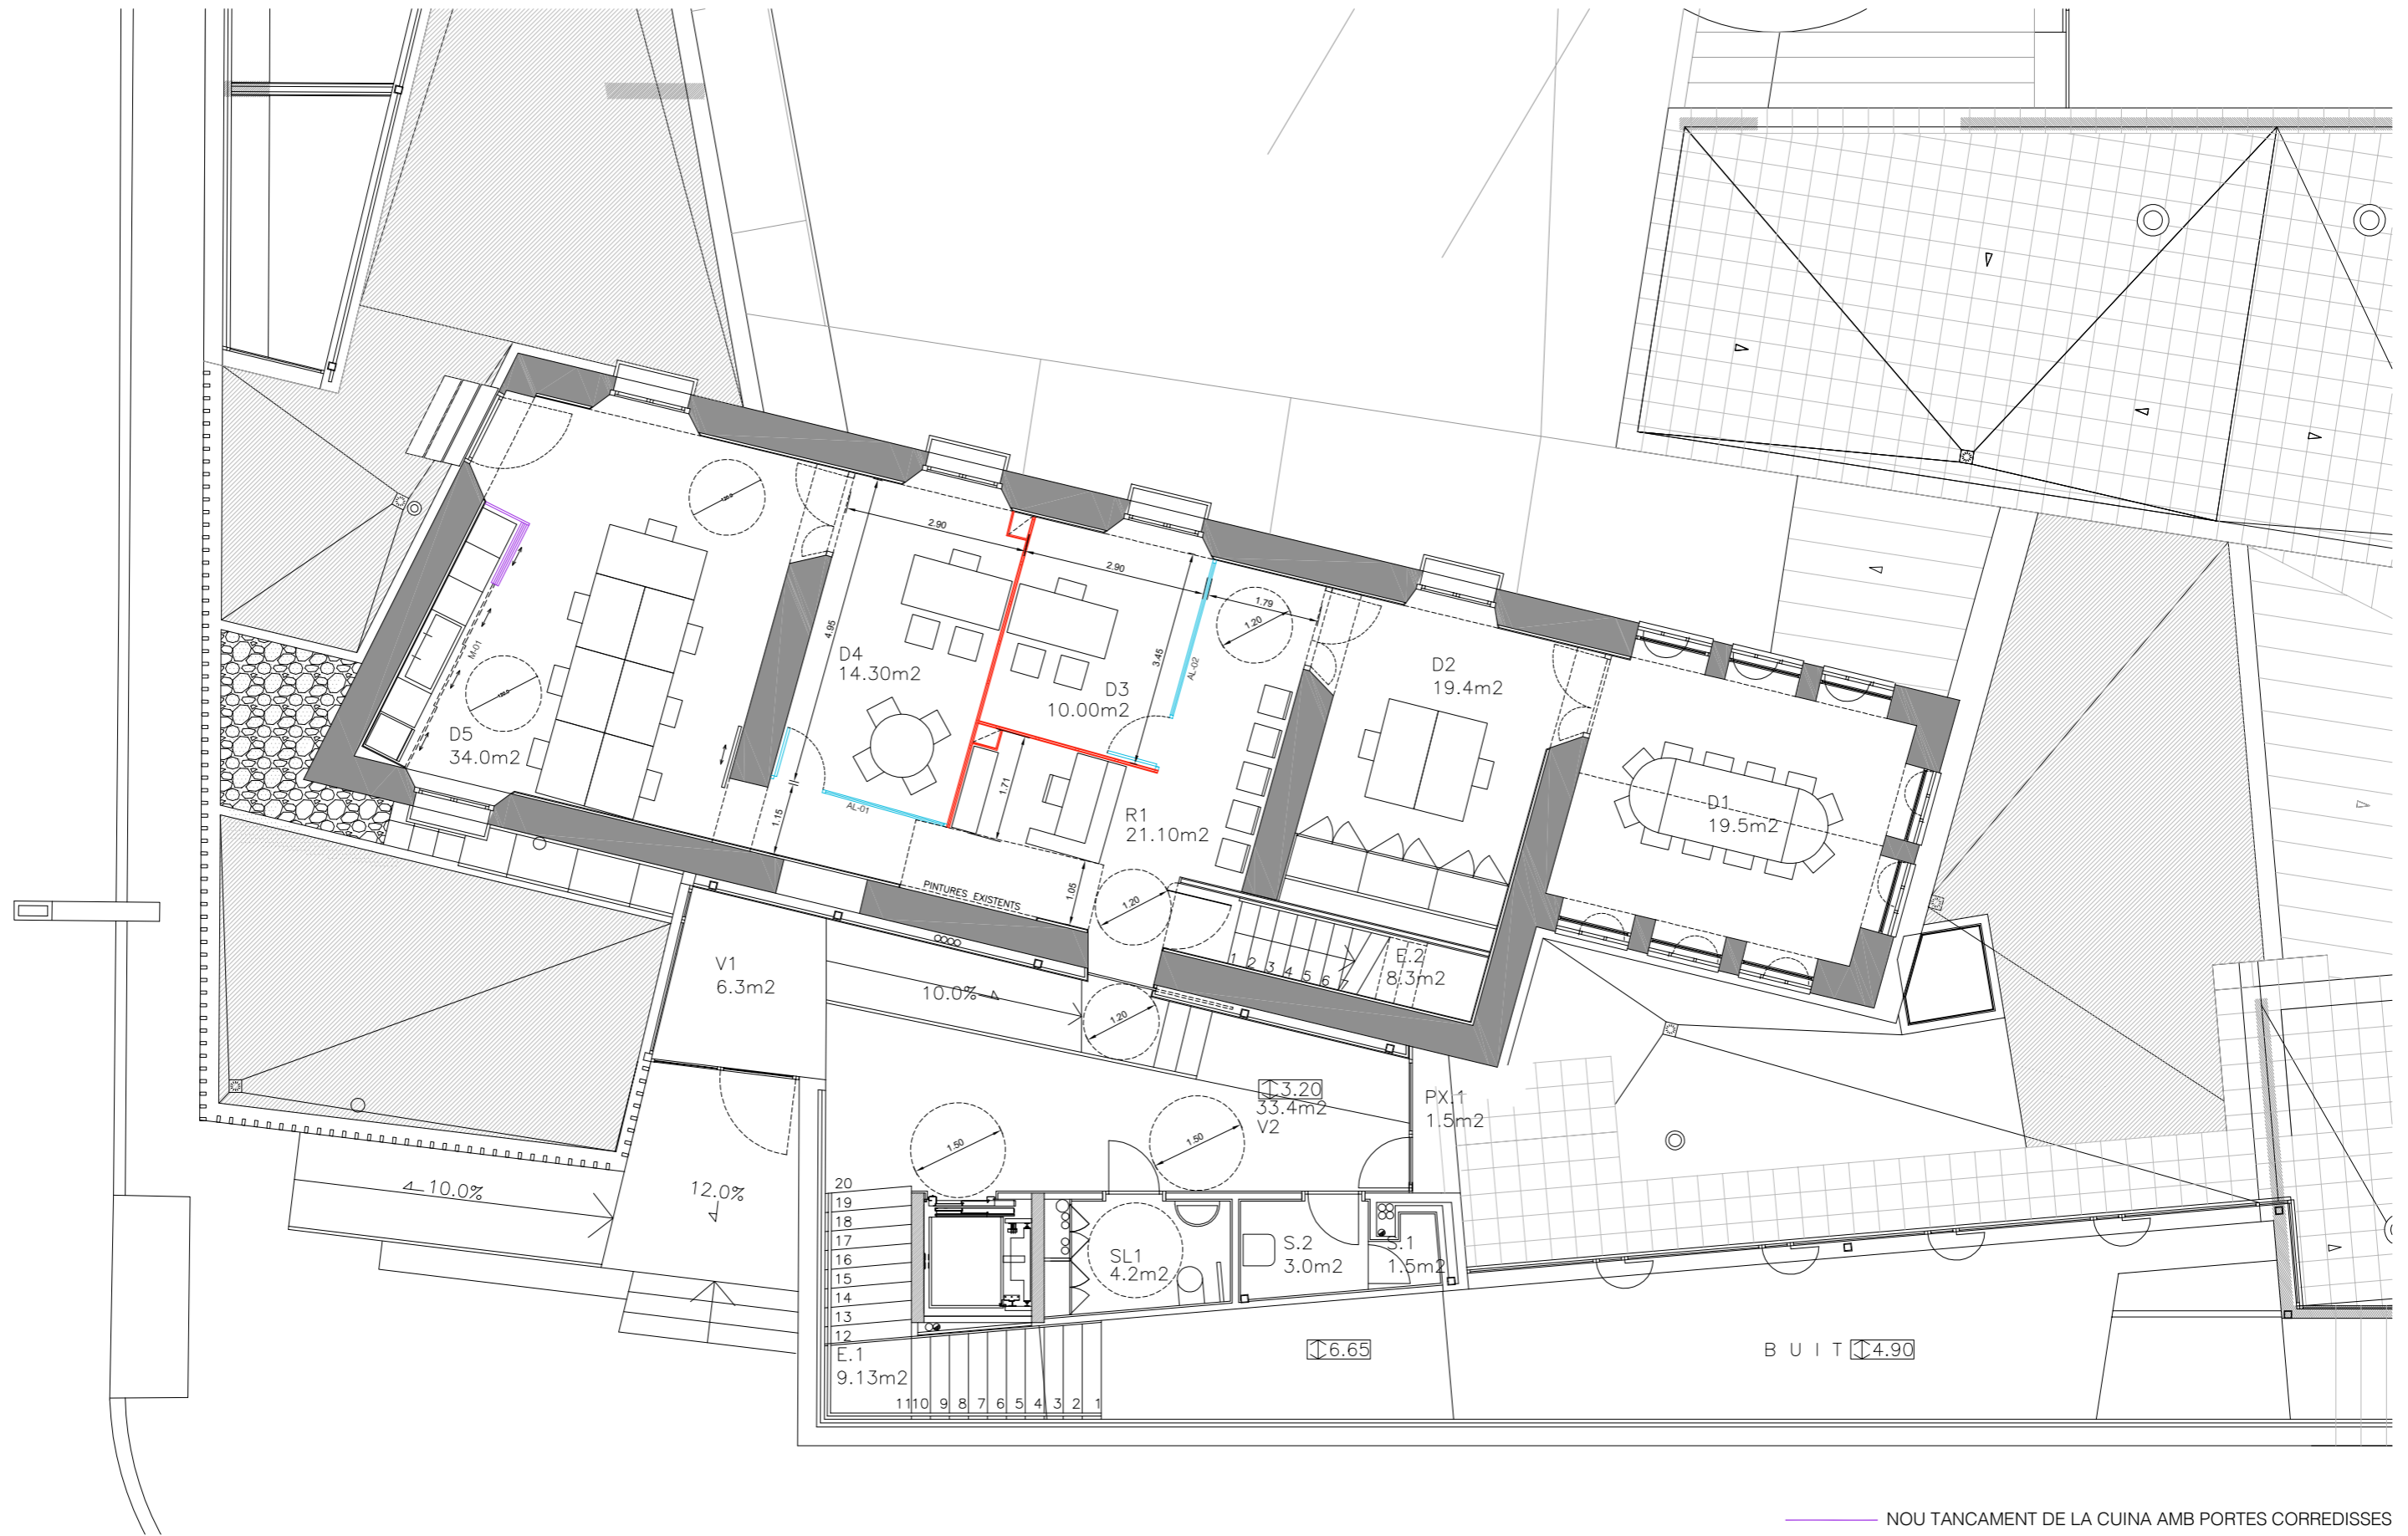 2.90
2.90
1.79
1.20
4.95
3.45
M-01
AL-02
D4
14.30m2
D3
10.00m2
D2
19.4m2
D5
34.0m2
D1
19.5m2
AL-01
1.15
1.71
R1
21.10m2
PINTURES EXISTENTS
1.05
1.20
1 2 3 4 5 6 7
E.2
8.3m2
V1
6.3m2
10.0%
1.20
3.20
33.4m2
V2
PX.1
1.5m2
1.50
1.50
10.0%
12.0%
20
19
18
17
16
15
14
13
12
SL1
4.2m2
S.2
3.0m2
S.1
1.5m2
E.1
9.13m2
11 10 9 8 7 6 5 4 3 2 1
6.65
BUIT 4.90
NOU TANCAMENT DE LA CUINA AMB PORTES CORREDISSES